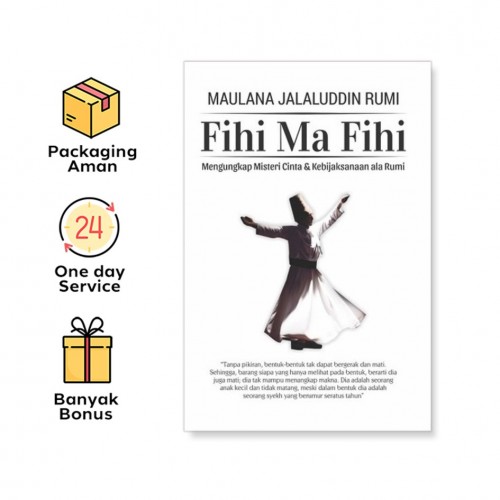 Packaging
Aman
24
One day
Service
Banyak
Bonus
MAULANA JALALUDDIN RUMI
Fihi Ma Fihi
Mengungkap Misteri Cinta & Kebijaksanaan ala Rumi
"Tanpa pikiran, bentuk-bentuk tak dapat bergerak dan mati.
Sehingga, barang siapa yang hanya melihat pada bentuk, berarti dia
juga mati; dia tak mampu menangkap makna. Dia adalah seorang
anak kecil dan tidak matang, meski dalam bentuk dia adalah
seorang syekh yang berumur seratus tahun"